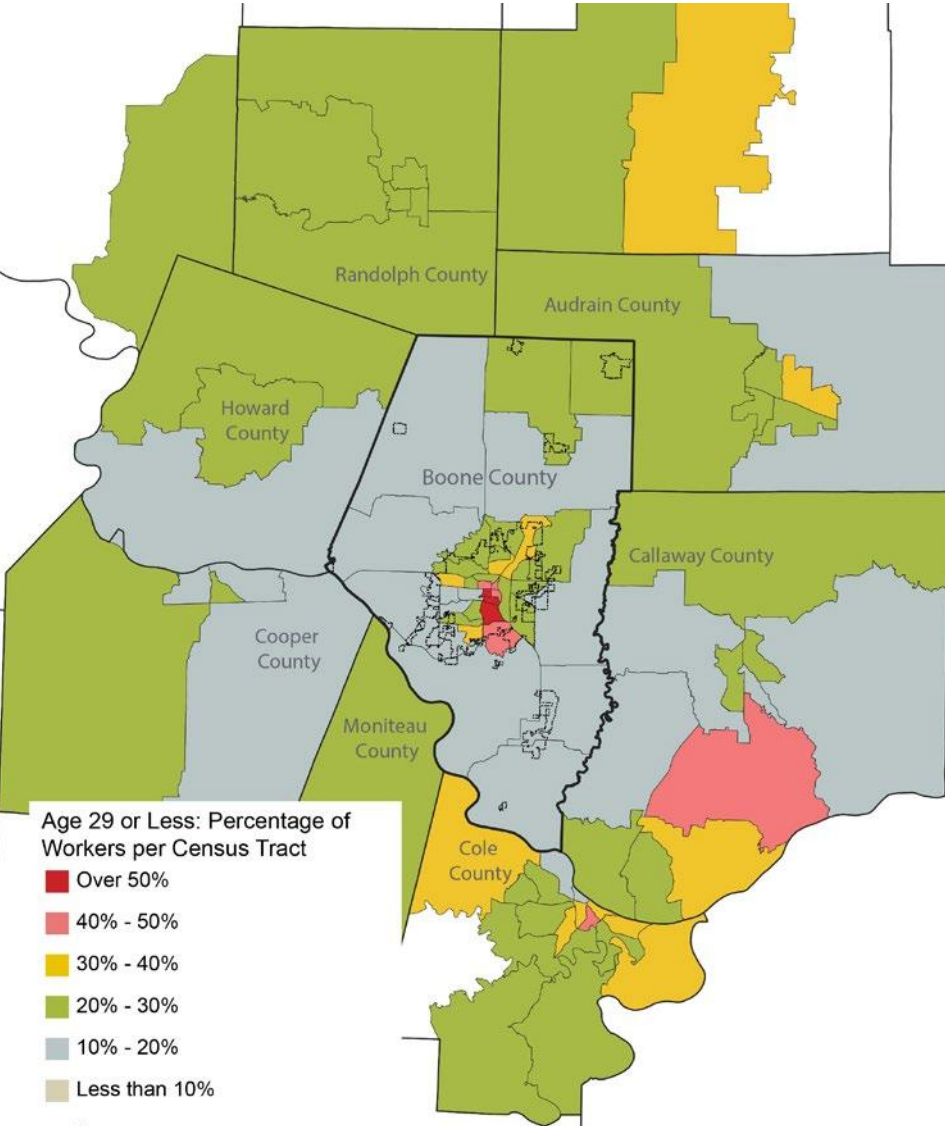 Randolph County
Audrain County
Howard
County
Boone County
Callaway County
Cooper
County
Moniteau
County
Cole
County
Age 29 or Less: Percentage of
Workers per Census Tract
Over 50%
40% - 50%
30% - 40%
20% - 30%
10% - 20%
Less than 10%